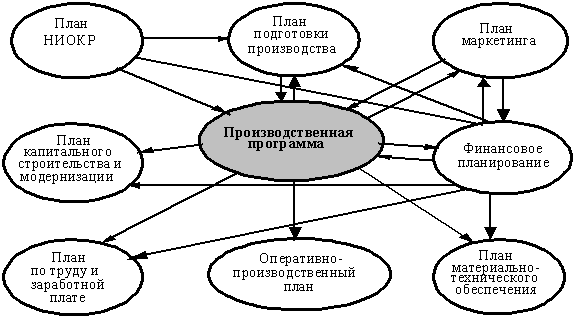 План
НИОКР
План
подготовки
производства
План
маркетинга
Производственная
программа
План
капитального
строительства и
модернизации
Финансовое
планирование
План
по труду и
заработной
плате
Оперативно-
производственный
план
План
материально-
технического
обеспечения